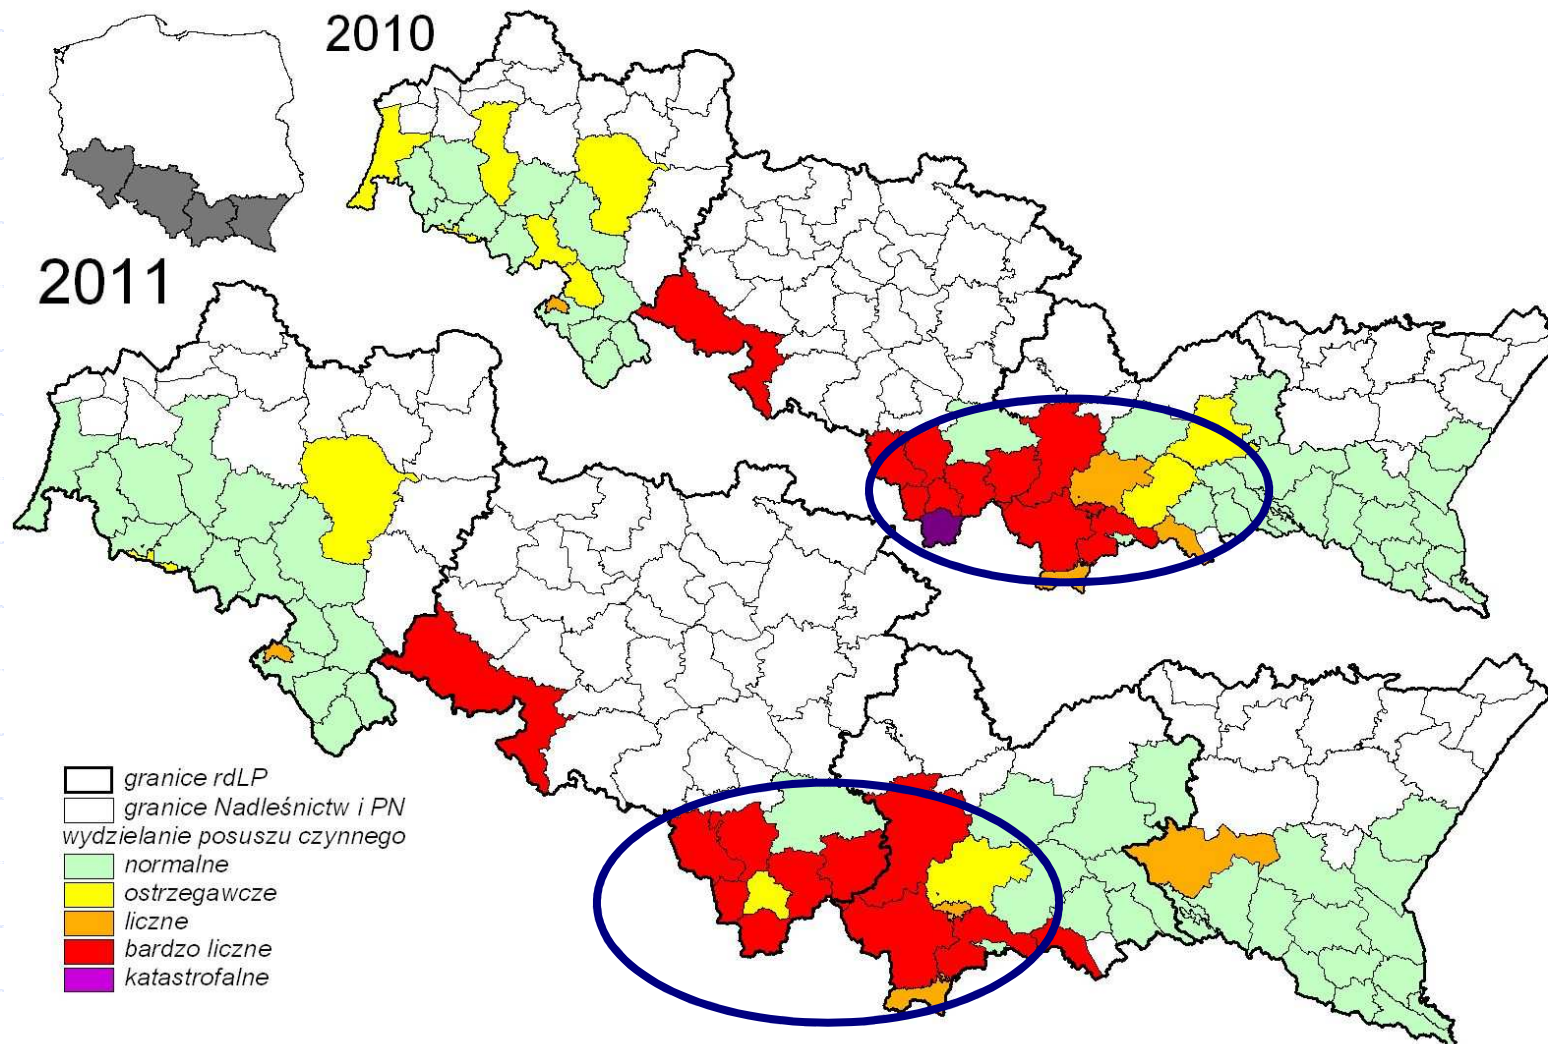 2010
2011
granice rdLP
granice Nadleśnictw i PN
wydzielanie posuszu czynnego
normalne
ostrzegawcze
liczne
bardzo liczne
katastrofalne